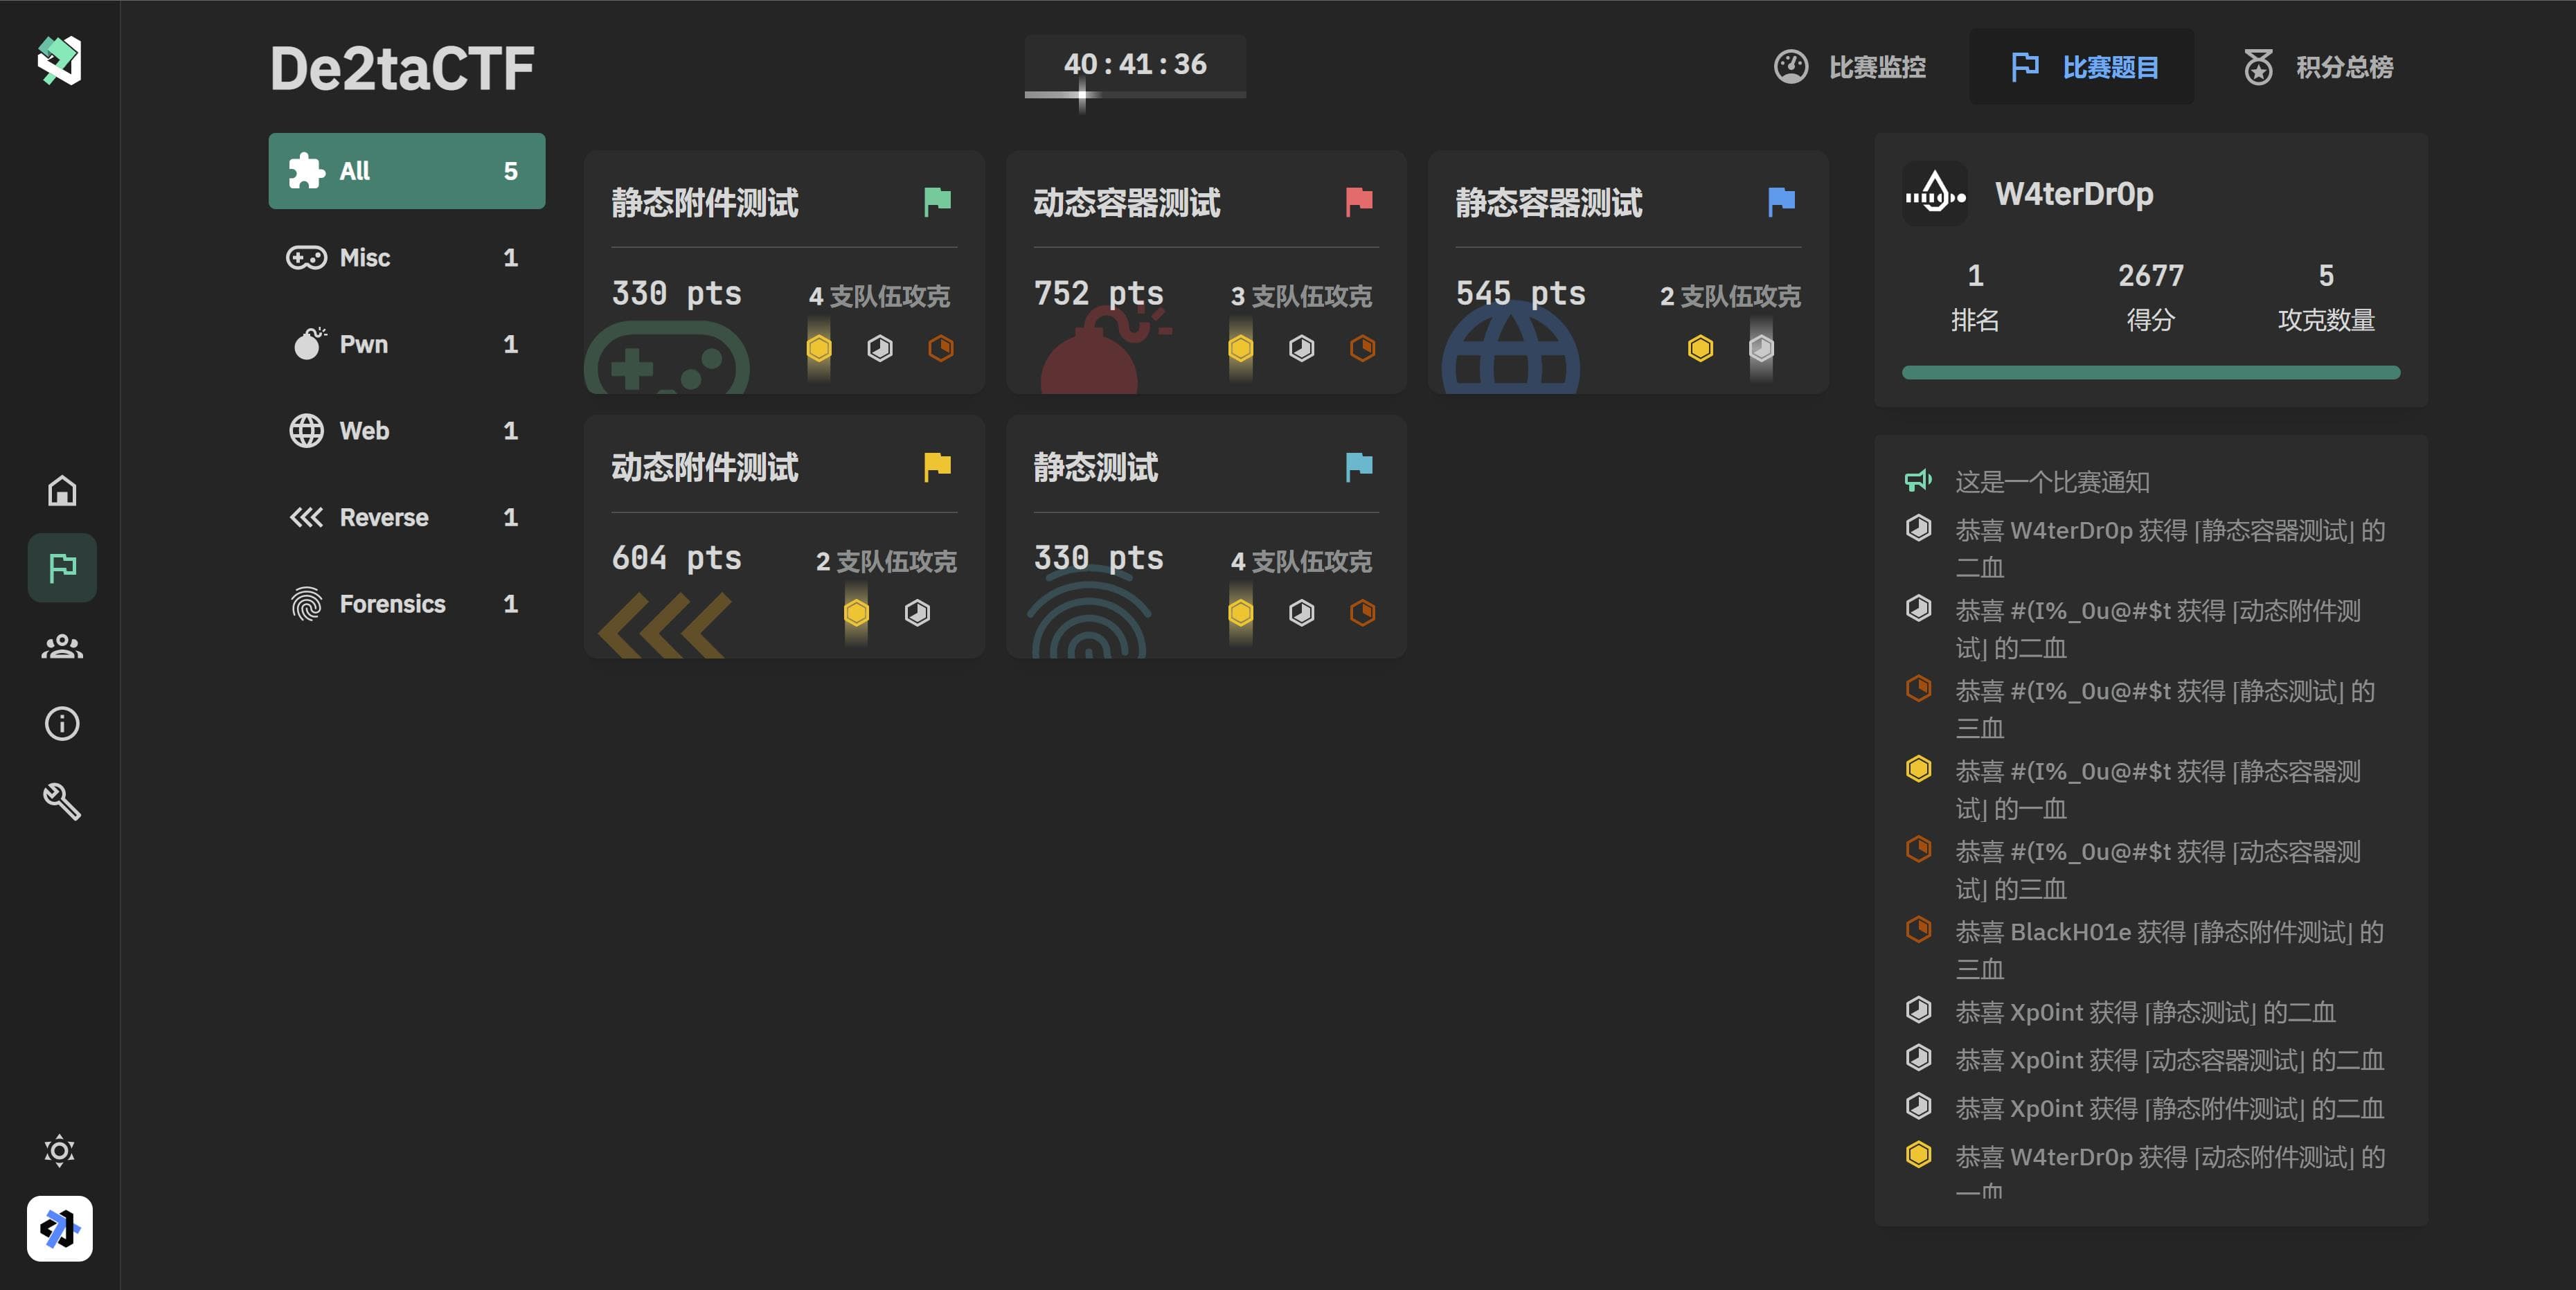 De2taCTF
40 : 41 : 36
比赛监控
比赛题目
积分总榜
All 5
Misc 1
Pwn 1
Web 1
Reverse 1
Forensics 1
静态附件测试
330 pts
4 支队伍攻克
动态容器测试
752 pts
3 支队伍攻克
静态容器测试
545 pts
2 支队伍攻克
动态附件测试
604 pts
2 支队伍攻克
静态测试
330 pts
4 支队伍攻克
W4terDr0p
1 2677 5
排名 得分 攻克数量
这是一个比赛通知
恭喜 W4terDr0p 获得 ⌈静态容器测试⌋ 的
二血
恭喜 #(I%_0u@#$t 获得 ⌈动态附件测
试⌋ 的二血
恭喜 #(I%_0u@#$t 获得 ⌈静态测试⌋ 的
三血
恭喜 #(I%_0u@#$t 获得 ⌈静态容器测
试⌋ 的一血
恭喜 #(I%_0u@#$t 获得 ⌈动态容器测
试⌋ 的三血
恭喜 BlackH01e 获得 ⌈静态附件测试⌋ 的
三血
恭喜 Xp0int 获得 ⌈静态测试⌋ 的二血
恭喜 Xp0int 获得 ⌈动态容器测试⌋ 的二血
恭喜 Xp0int 获得 ⌈静态附件测试⌋ 的二血
恭喜 W4terDr0p 获得 ⌈动态附件测试⌋ 的
一血